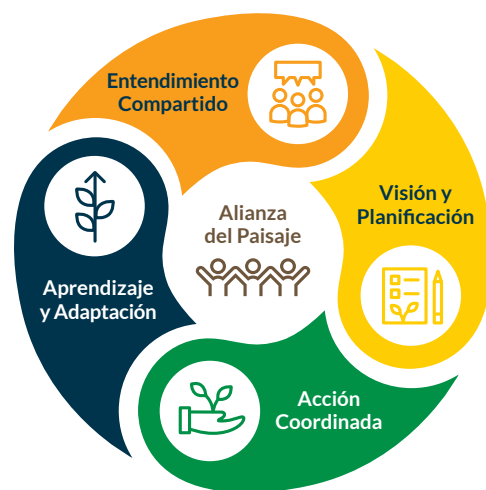 Entendimiento
Compartido
Visión y
Planificación
Alianza
del Paisaje
Aprendizaje
y Adaptación
Acción
Coordinada